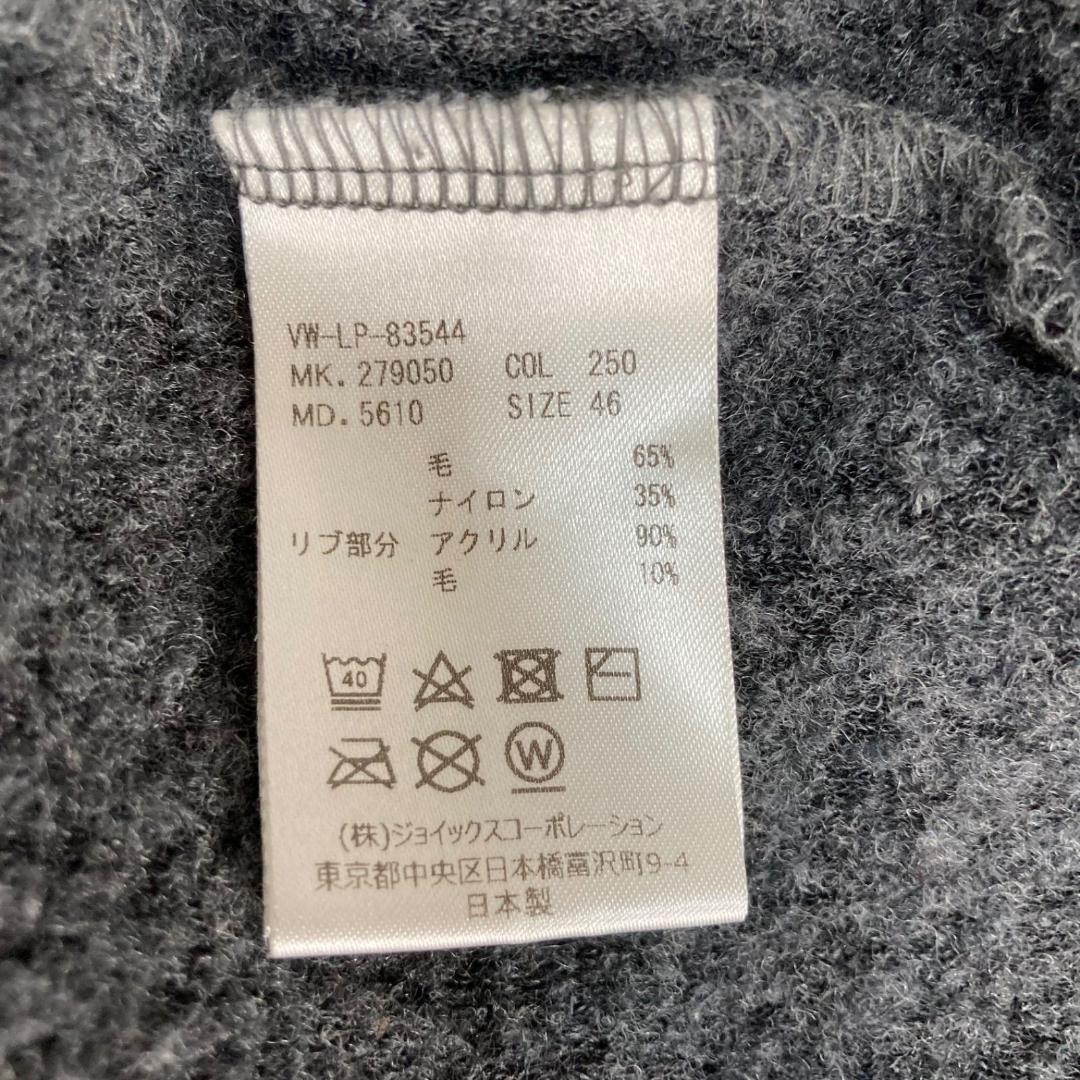 VW-LP-83544
MK. 279050 COL 250
MD. 5610 SIZE 46
毛 65%
ナイロン 35%
リブ部分 アクリル 90%
毛 10%
40
W
(株)ジョイックスコーポレーション
東京都中央区日本橋富沢町9-4
日本製